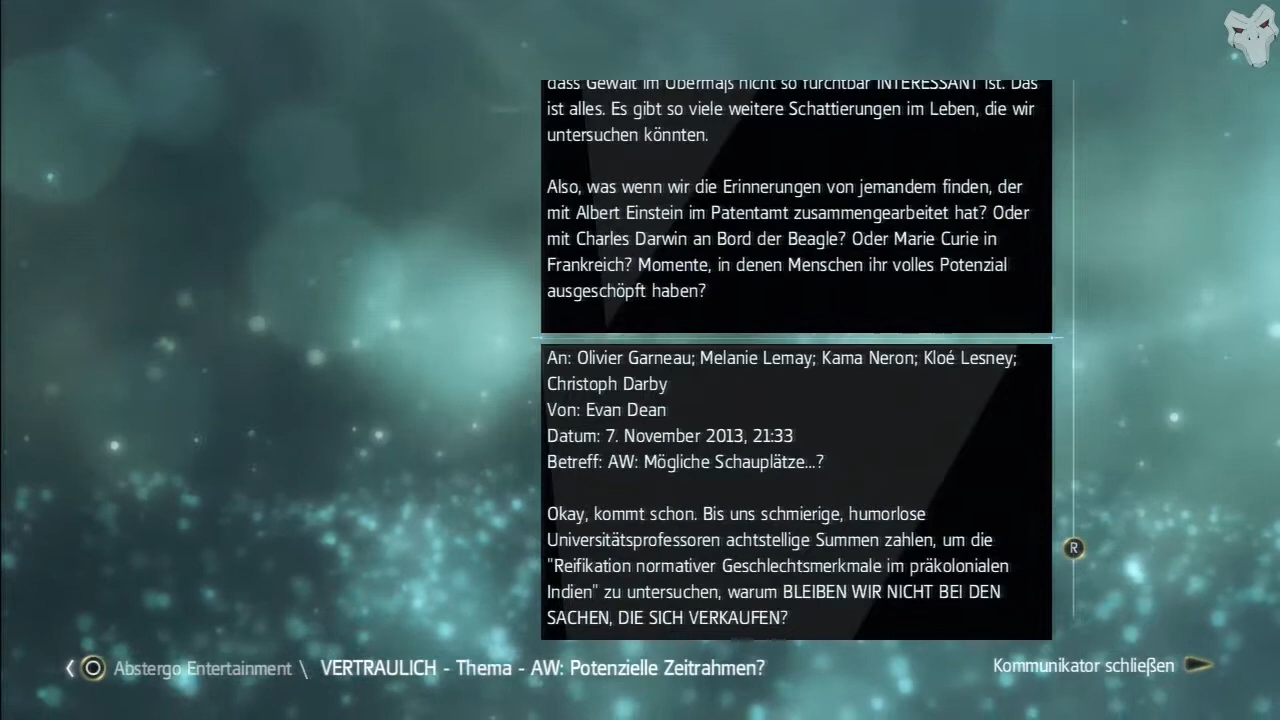 dass Gewalt im Übermaß nicht so furchtbar INTERESSANT ist. Das
ist alles. Es gibt so viele weitere Schattierungen im Leben, die wir
untersuchen könnten.
Also, was wenn wir die Erinnerungen von jemandem finden, der
mit Albert Einstein im Patentamt zusammengearbeitet hat? Oder
mit Charles Darwin an Bord der Beagle? Oder Marie Curie in
Frankreich? Momente, in denen Menschen ihr volles Potenzial
ausgeschöpft haben?
An: Olivier Garneau; Melanie Lemay; Kama Neron; Kloé Lesney;
Christoph Darby
Von: Evan Dean
Datum: 7. November 2013, 21:33
Betreff: AW: Mögliche Schauplätze...?
Okay, kommt schon. Bis uns schmierige, humorlose
Universitätsprofessoren achtstellige Summen zahlen, um die
"Reifikation normativer Geschlechtsmerkmale im präkolonialen
Indien" zu untersuchen, warum BLEIBEN WIR NICHT BEI DEN
SACHEN, DIE SICH VERKAUFEN?
R
Abstergo Entertainment \ VERTRAULICH - Thema - AW: Potenzielle Zeitrahmen?
Kommunikator schließen